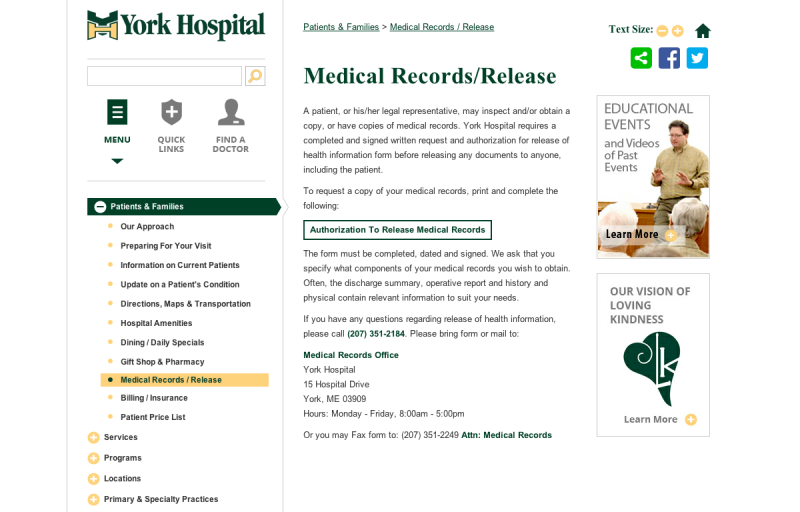 York Hospital
MENU
QUICK
LINKS
FIND A
DOCTOR
Patients & Families
Our Approach
Preparing For Your Visit
Information on Current Patients
Update on a Patient's Condition
Directions, Maps & Transportation
Hospital Amenities
Dining / Daily Specials
Gift Shop & Pharmacy
Medical Records / Release
Billing / Insurance
Patient Price List
Services
Programs
Locations
Primary & Specialty Practices
Patients & Families > Medical Records / Release
Medical Records/Release
A patient, or his/her legal representative, may inspect and/or obtain a
copy, or have copies of medical records. York Hospital requires a
completed and signed written request and authorization for release of
health information form before releasing any documents to anyone,
including the patient.
To request a copy of your medical records, print and complete the
following:
Authorization To Release Medical Records
The form must be completed, dated and signed. We ask that you
specify what components of your medical records you wish to obtain.
Often, the discharge summary, operative report and history and
physical contain relevant information to suit your needs.
If you have any questions regarding release of health information,
please call (207) 351-2184. Please bring form or mail to:
Medical Records Office
York Hospital
15 Hospital Drive
York, ME 03909
Hours: Monday - Friday, 8:00am - 5:00pm
Or you may Fax form to: (207) 351-2249 Attn: Medical Records
Text Size:
EDUCATIONAL
EVENTS
and Videos
of Past
Events
Learn More
OUR VISION OF
LOVING
KINDNESS
Learn More